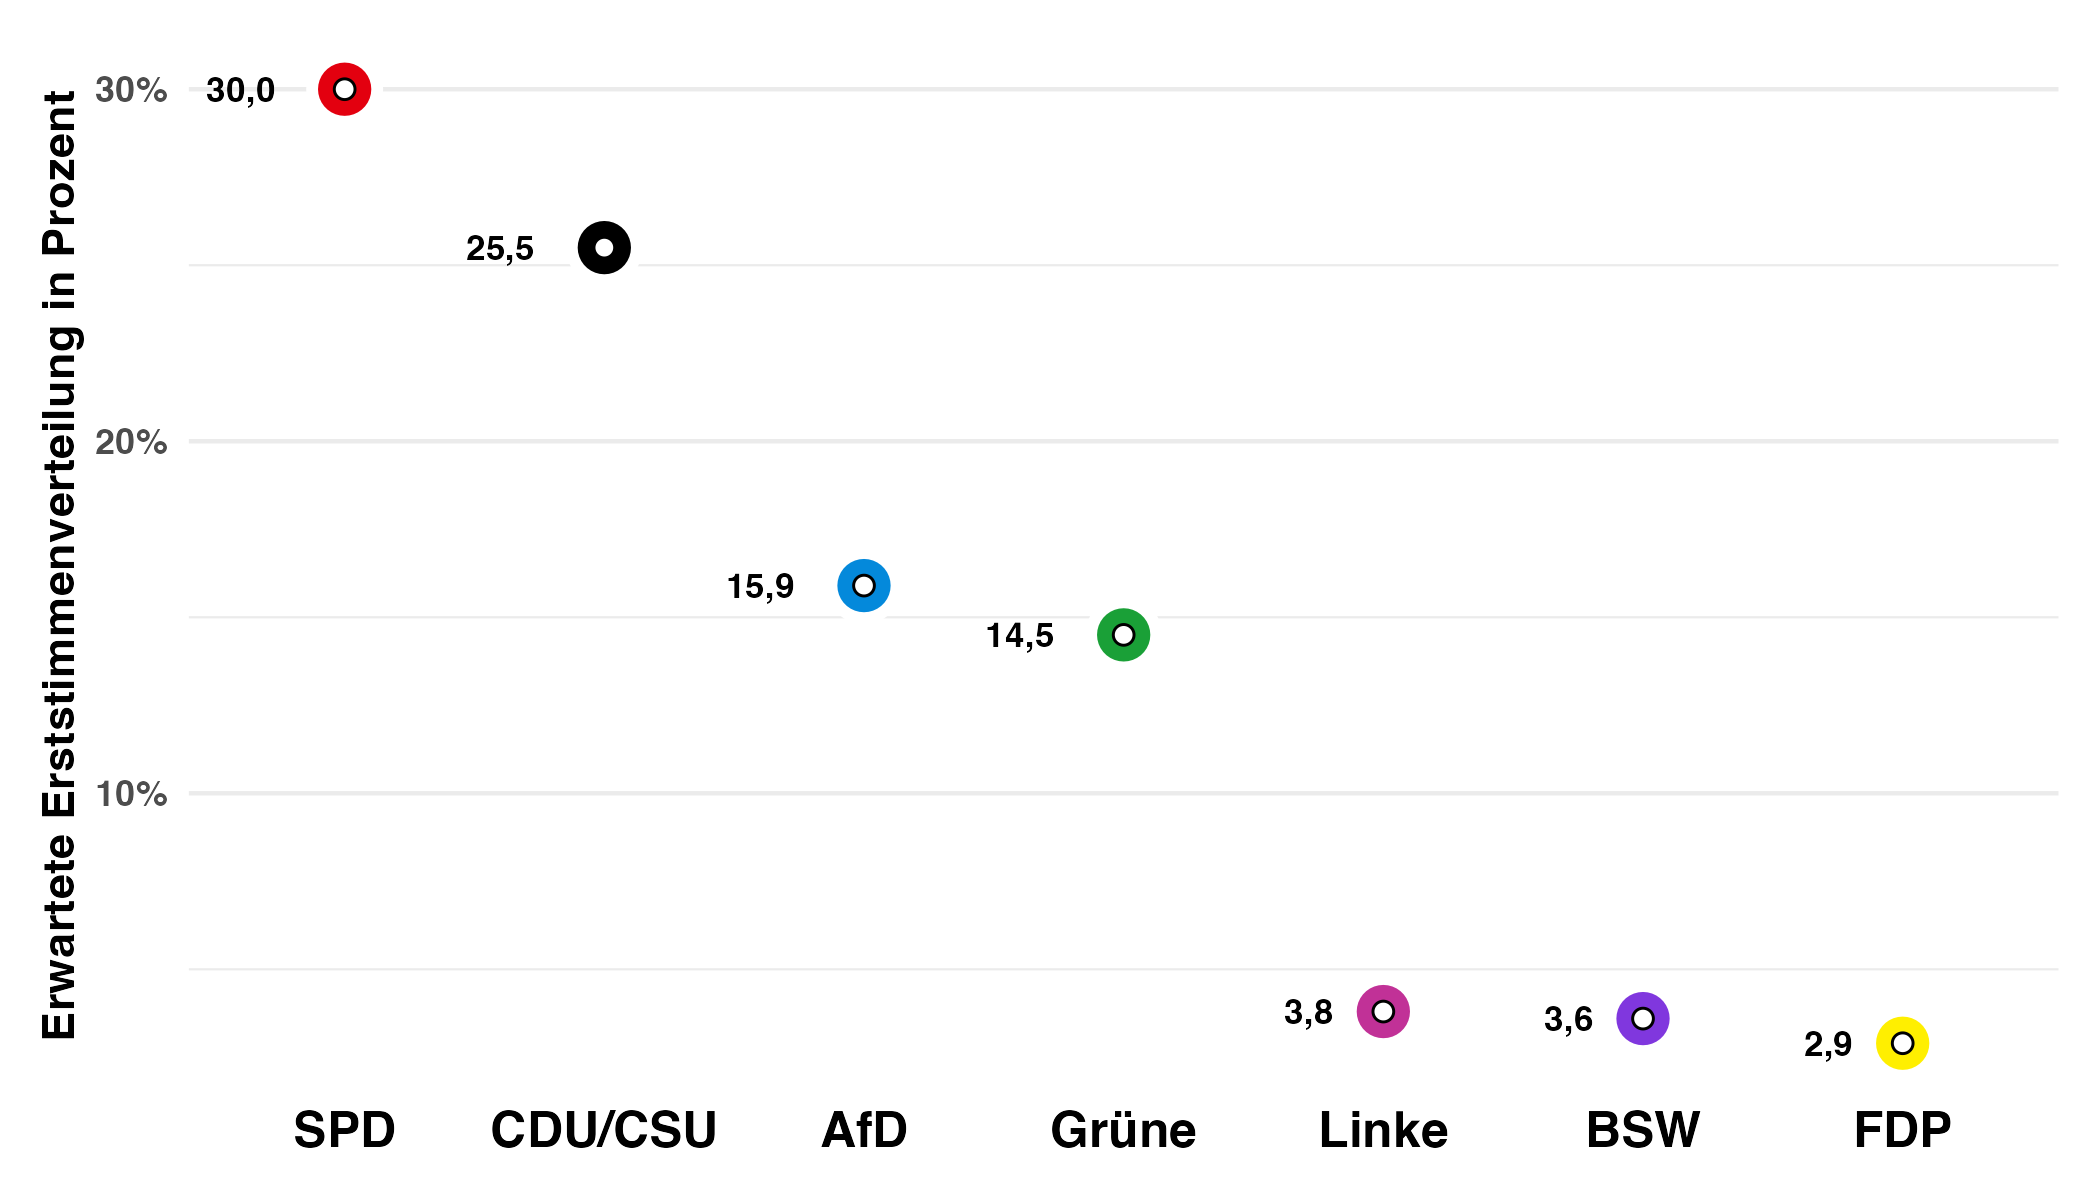 Erwartete Erststimmenverteilung in Prozent
30%
20%
10%
30,0
25,5
15,9
14,5
3,8
3,6
2,9
SPD
CDU/CSU
AfD
Grüne
Linke
BSW
FDP